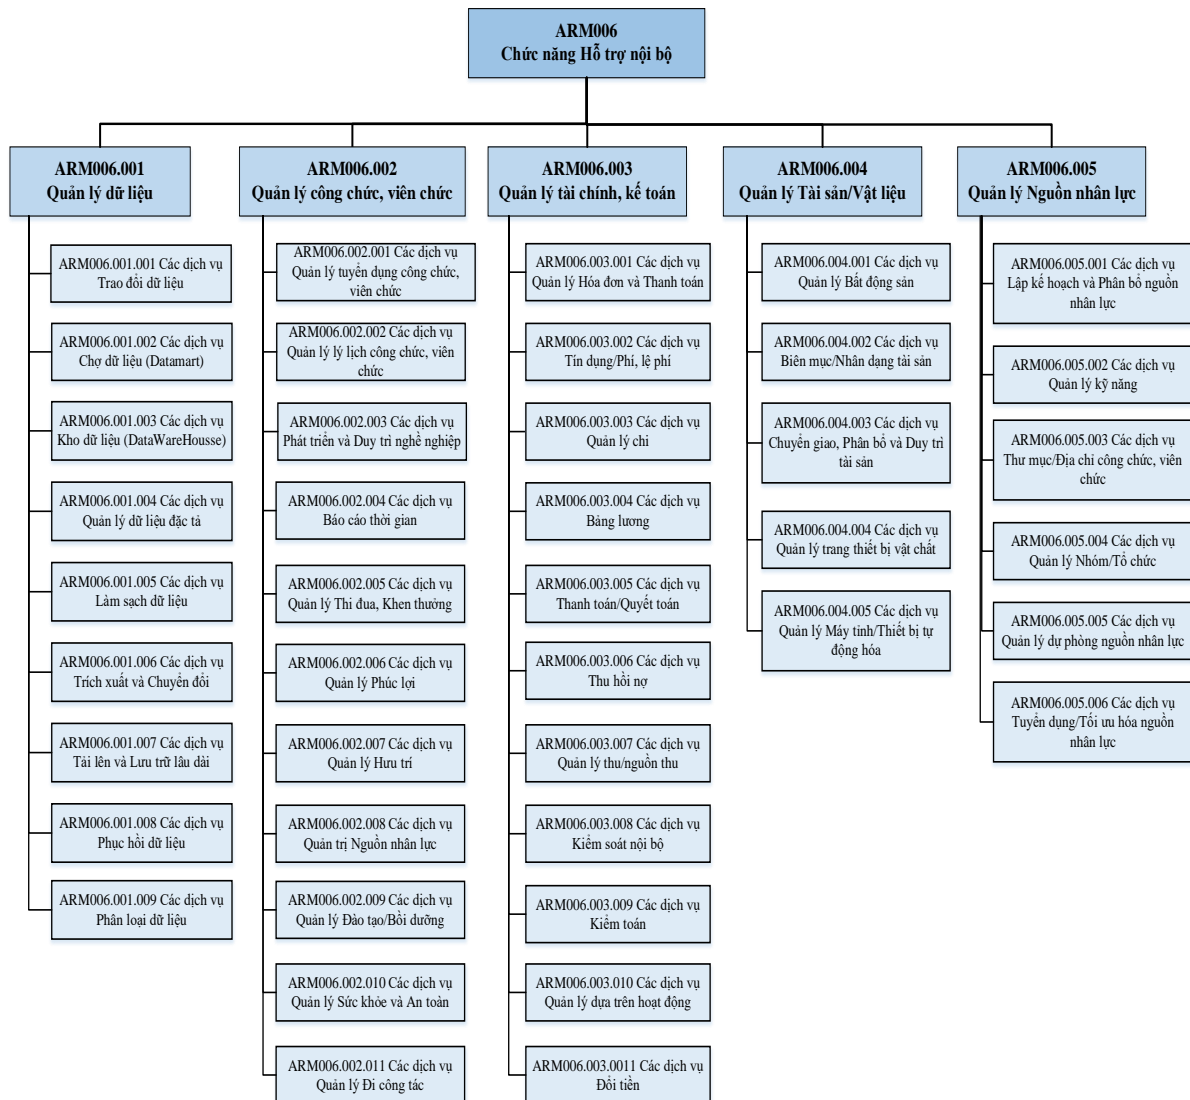 ARM006
Chức năng Hỗ trợ nội bộ
ARM006.001
Quản lý dữ liệu
ARM006.001.001 Các dịch vụ
Trao đổi dữ liệu
ARM006.001.002 Các dịch vụ
Chợ dữ liệu (Datamart)
ARM006.001.003 Các dịch vụ
Kho dữ liệu (DataWareHousse)
ARM006.001.004 Các dịch vụ
Quản lý dữ liệu đặc tả
ARM006.001.005 Các dịch vụ
Làm sạch dữ liệu
ARM006.001.006 Các dịch vụ
Trích xuất và Chuyển đổi
ARM006.001.007 Các dịch vụ
Tải lên và Lưu trữ lâu dài
ARM006.001.008 Các dịch vụ
Phục hồi dữ liệu
ARM006.001.009 Các dịch vụ
Phân loại dữ liệu
ARM006.002
Quản lý công chức, viên chức
ARM006.002.001 Các dịch vụ
Quản lý tuyển dụng công chức,
viên chức
ARM006.002.002 Các dịch vụ
Quản lý lý lịch công chức, viên
chức
ARM006.002.003 Các dịch vụ
Phát triển và Duy trì nghề nghiệp
ARM006.002.004 Các dịch vụ
Báo cáo thời gian
ARM006.002.005 Các dịch vụ
Quản lý Thi đua, Khen thưởng
ARM006.002.006 Các dịch vụ
Quản lý Phúc lợi
ARM006.002.007 Các dịch vụ
Quản lý Hưu trí
ARM006.002.008 Các dịch vụ
Quản trị Nguồn nhân lực
ARM006.002.009 Các dịch vụ
Quản lý Đào tạo/Bồi dưỡng
ARM006.002.010 Các dịch vụ
Quản lý Sức khỏe và An toàn
ARM006.002.011 Các dịch vụ
Quản lý Đi công tác
ARM006.003
Quản lý tài chính, kế toán
ARM006.003.001 Các dịch vụ
Quản lý Hóa đơn và Thanh toán
ARM006.003.002 Các dịch vụ
Tín dụng/Phí, lệ phí
ARM006.003.003 Các dịch vụ
Quản lý chi
ARM006.003.004 Các dịch vụ
Bảng lương
ARM006.003.005 Các dịch vụ
Thanh toán/Quyết toán
ARM006.003.006 Các dịch vụ
Thu hồi nợ
ARM006.003.007 Các dịch vụ
Quản lý thu/nguồn thu
ARM006.003.008 Các dịch vụ
Kiểm soát nội bộ
ARM006.003.009 Các dịch vụ
Kiểm toán
ARM006.003.010 Các dịch vụ
Quản lý dựa trên hoạt động
ARM006.003.0011 Các dịch vụ
Đổi tiền
ARM006.004
Quản lý Tài sản/Vật liệu
ARM006.004.001 Các dịch vụ
Quản lý Bất động sản
ARM006.004.002 Các dịch vụ
Biên mục/Nhân dạng tài sản
ARM006.004.003 Các dịch vụ
Chuyển giao, Phân bổ và Duy trì
tài sản
ARM006.004.004 Các dịch vụ
Quản lý trang thiết bị vật chất
ARM006.004.005 Các dịch vụ
Quản lý Máy tính/Thiết bị tự
động hóa
ARM006.005
Quản lý Nguồn nhân lực
ARM006.005.001 Các dịch vụ
Lập kế hoạch và Phân bổ nguồn
nhân lực
ARM006.005.002 Các dịch vụ
Quản lý kỹ năng
ARM006.005.003 Các dịch vụ
Thư mục/Địa chỉ công chức, viên
chức
ARM006.005.004 Các dịch vụ
Quản lý Nhóm/Tổ chức
ARM006.005.005 Các dịch vụ
Quản lý dự phòng nguồn nhân lực
ARM006.005.006 Các dịch vụ
Tuyển dụng/Tối ưu hóa nguồn
nhân lực